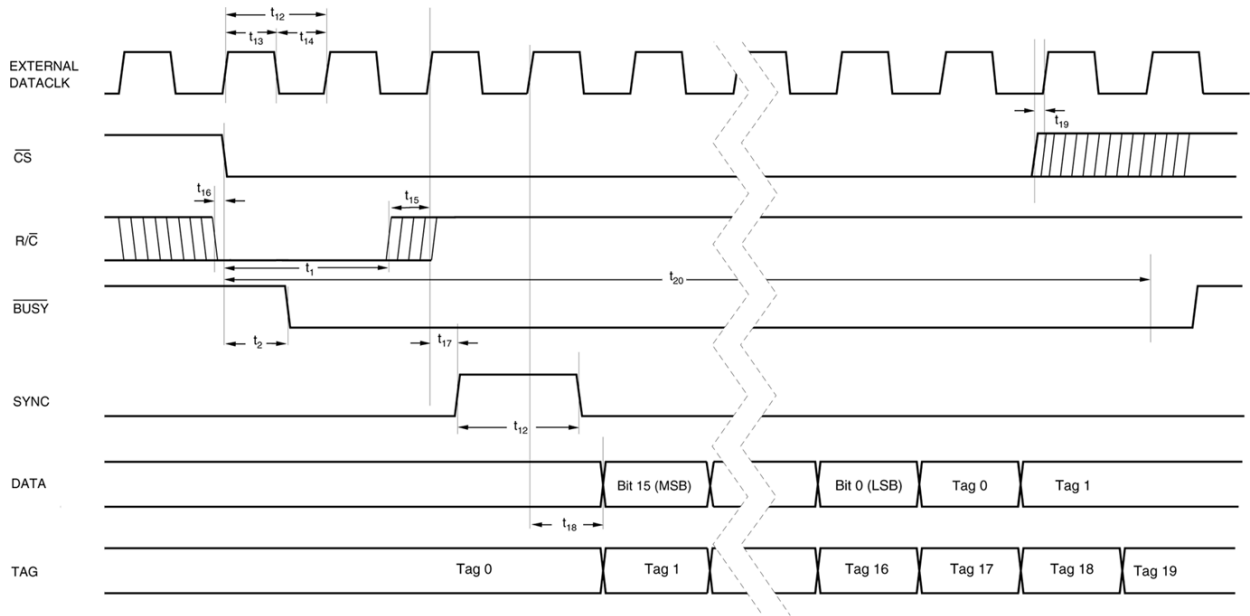 t12
t13 t14
EXTERNAL
DATACLK
t19
CS
t16
t15
R/C
t1
t20
BUSY
t2
t17
SYNC
t12
DATA
Bit 15 (MSB)
Bit 0 (LSB)
Tag 0
Tag 1
t18
TAG
Tag 0
Tag 1
Tag 16
Tag 17
Tag 18
Tag 19